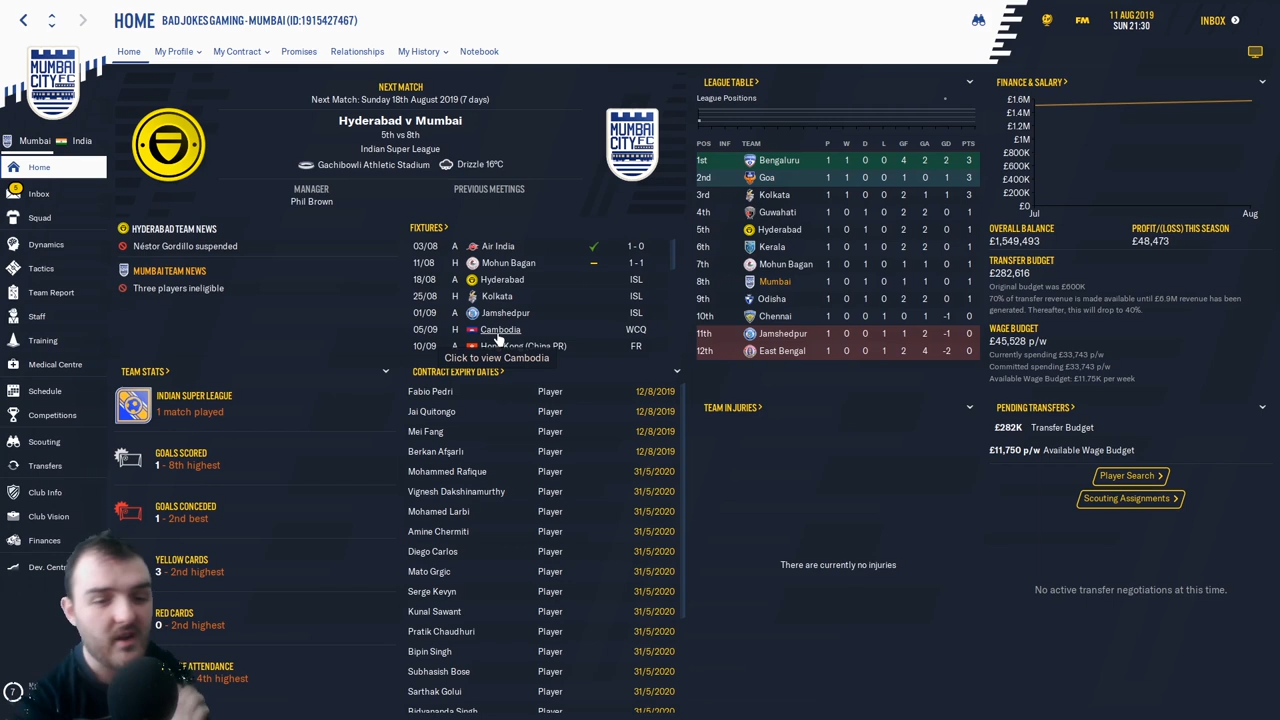 HOME BAD JOKES GAMING - MUMBAI (ID:1915427467)
FM
11 AUG 2019
SUN 21:30
INBOX
Home My Profile My Contract Promises Relationships My History Notebook
MUMBAI CITY FC
Mumbai India
Home
5
Inbox
Squad
Dynamics
Tactics
Team Report
Staff
Training
Medical Centre
Schedule
Competitions
Scouting
Transfers
Club Info
Club Vision
Finances
Dev. Cent
7
NEXT MATCH
Next Match: Sunday 18th August 2019 (7 days)
Hyderabad v Mumbai
5th vs 8th
Indian Super League
Gachibowli Athletic Stadium Drizzle 16°C
MUMBAI CITY FC
MANAGER
Phil Brown
PREVIOUS MEETINGS
HYDERABAD TEAM NEWS
Néstor Gordillo suspended
MUMBAI TEAM NEWS
Three players ineligible
FIXTURES
03/08 A Air India 1 - 0
11/08 H Mohun Bagan 1 - 1
18/08 A Hyderabad ISL
25/08 H Kolkata ISL
01/09 A Jamshedpur ISL
05/09 H Cambodia WCQ
10/09 A Hong Kong (China PR) FR
Click to view Cambodia
TEAM STATS
INDIAN SUPER LEAGUE
1 match played
GOALS SCORED
1 - 8th highest
GOALS CONCEDED
1 - 2nd best
YELLOW CARDS
3 - 2nd highest
RED CARDS
0 - 2nd highest
ATTENDANCE
4th highest
CONTRACT EXPIRY DATES
Fabio Pedri Player 12/8/2019
Jai Quitongo Player 12/8/2019
Mei Fang Player 12/8/2019
Berkan Afşarlı Player 12/8/2019
Mohammed Rafique Player 31/5/2020
Vignesh Dakshinamurthy Player 31/5/2020
Mohamed Larbi Player 31/5/2020
Amine Chermiti Player 31/5/2020
Diego Carlos Player 31/5/2020
Mato Grgic Player 31/5/2020
Serge Kevyn Player 31/5/2020
Kunal Sawant Player 31/5/2020
Pratik Chaudhuri Player 31/5/2020
Bipin Singh Player 31/5/2020
Subhasish Bose Player 31/5/2020
Sarthak Golui Player 31/5/2020
Bidyananda Singh Player 31/5/2020
LEAGUE TABLE
League Positions
POS INF TEAM P W D L GF GA GD PTS
1st Bengaluru 1 1 0 0 4 2 2 3
2nd Goa 1 1 0 0 1 0 1 3
3rd Kolkata 1 1 0 0 2 1 1 3
4th Guwahati 1 0 1 0 2 2 0 1
5th Hyderabad 1 0 1 0 2 2 0 1
6th Kerala 1 0 1 0 2 2 0 1
7th Mohun Bagan 1 0 1 0 1 1 0 1
8th Mumbai 1 0 1 0 1 1 0 1
9th Odisha 1 0 1 0 2 2 0 1
10th Chennai 1 0 0 1 0 1 -1 0
11th Jamshedpur 1 0 0 1 1 2 -1 0
12th East Bengal 1 0 0 1 2 4 -2 0
TEAM INJURIES
There are currently no injuries
FINANCE & SALARY
£1.6M
£1.4M
£1.2M
£1M
£800K
£600K
£400K
£200K
£0
Jul Aug
OVERALL BALANCE
£1,549,493
PROFIT/(LOSS) THIS SEASON
£48,473
TRANSFER BUDGET
£282,616
Original budget was £600K
70% of transfer revenue is made available until £6.9M revenue has been
generated. Thereafter, this will drop to 40%.
WAGE BUDGET
£45,528 p/w
Currently spending £33,743 p/w
Committed spending £33,743 p/w
Available Wage Budget: £11.75K per week
PENDING TRANSFERS
£282K Transfer Budget
£11,750 p/w Available Wage Budget
Player Search
Scouting Assignments
No active transfer negotiations at this time.